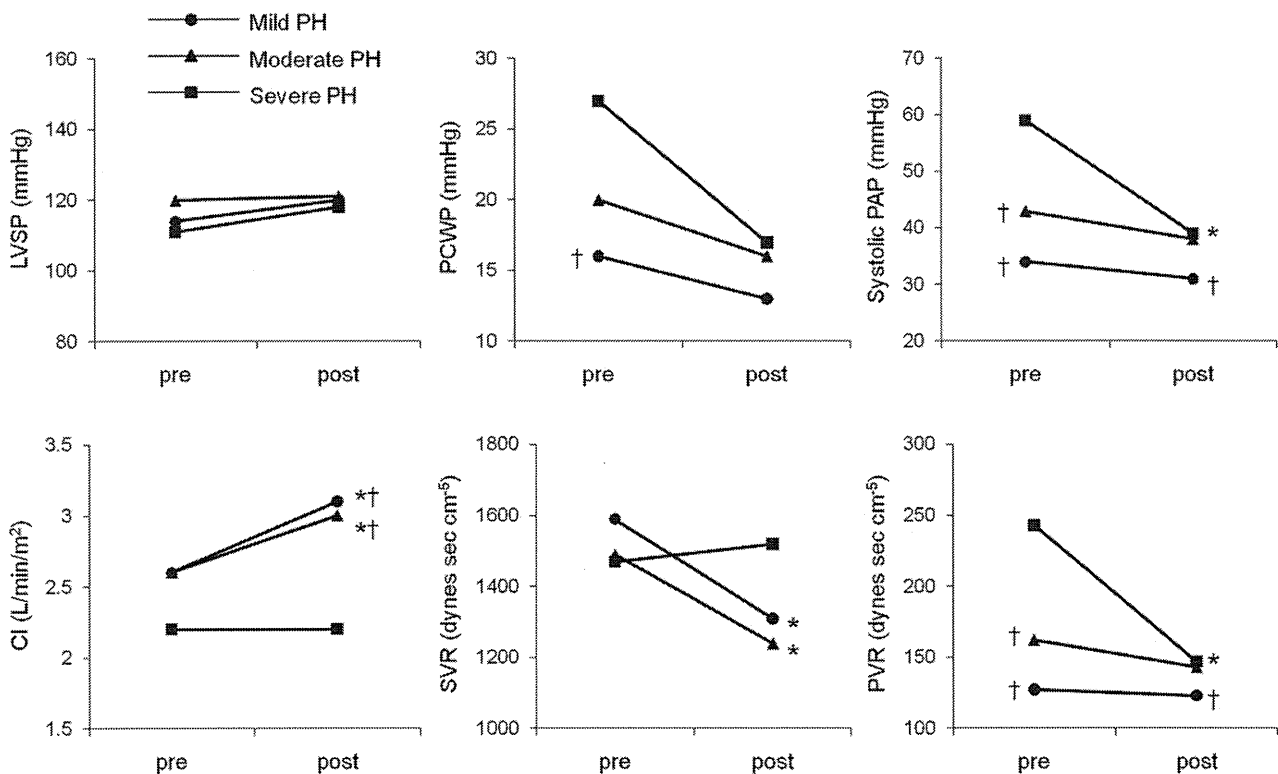 Mild PH
Moderate PH
Severe PH
LVSP (mmHg)
160
140
120
100
80
pre post
PCWP (mmHg)
30
25
20
15
10
†
pre post
Systolic PAP (mmHg)
70
60
50
40
30
20
†
†
*
†
pre post
CI (L/min/m²)
3.5
3
2.5
2
1.5
*†
*†
pre post
SVR (dynes sec cm⁻⁵)
1800
1600
1400
1200
1000
*
*
pre post
PVR (dynes sec cm⁻⁵)
300
250
200
150
100
†
†
*
†
pre post